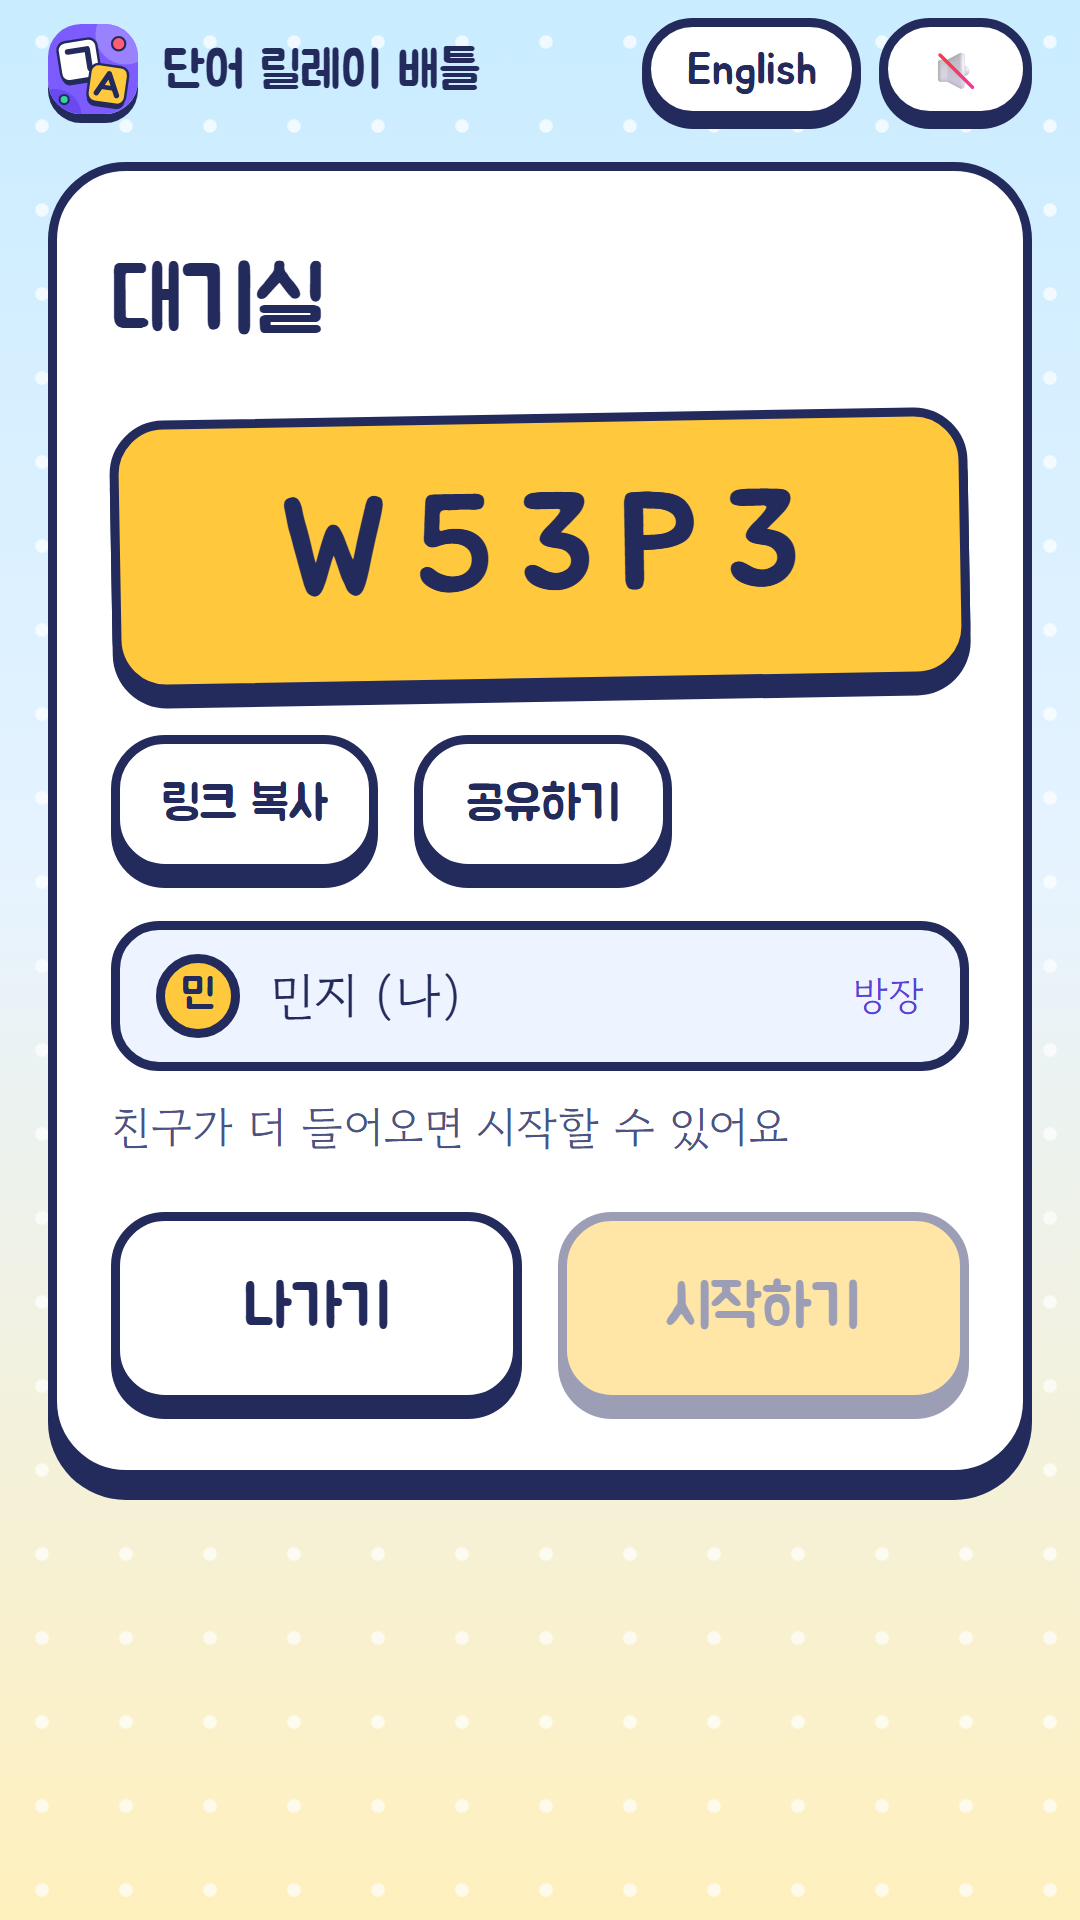 ㄱ A
단어 릴레이 배틀
English
대기실
W53P3
링크 복사
공유하기
민
민지 (나)
방장
친구가 더 들어오면 시작할 수 있어요
나가기
시작하기